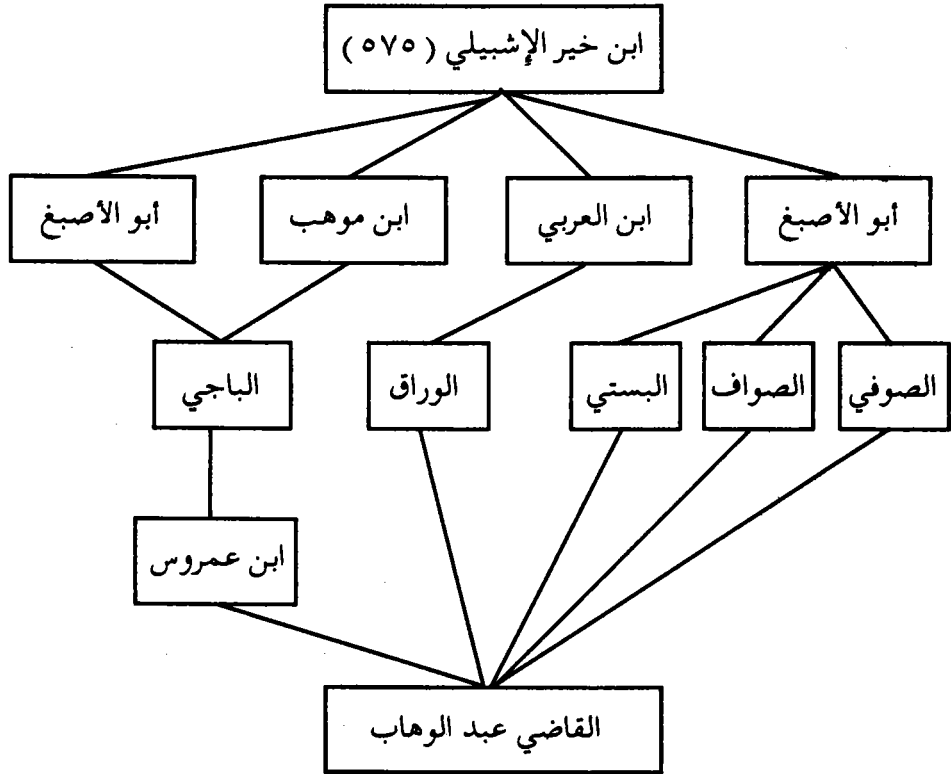 ابن خير الإشبيلي (٥٧٥)
أبو الأصبغ
ابن العربي
ابن موهب
أبو الأصبغ
الصوفي
الصواف
البستي
الوراق
الباجي
ابن عمروس
القاضي عبد الوهاب